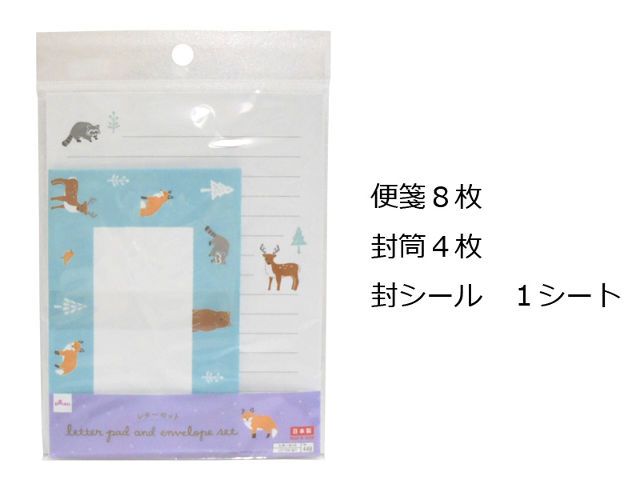 便箋８枚
封筒４枚
封シール　１シート
レターセット
letter pad and envelope set
日本製